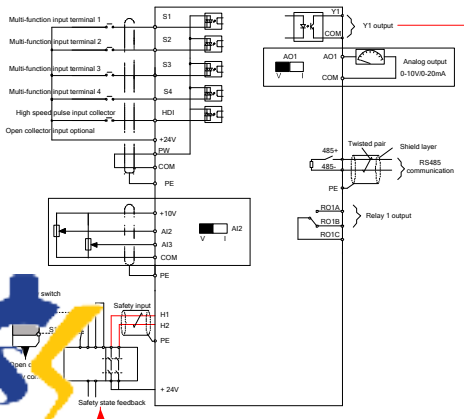 Multi-function input terminal 1
Multi-function input terminal 2
Multi-function input terminal 3
Multi-function input terminal 4
High speed pulse input collector
Open collector input optional
S1
S2
S3
S4
HDI
+24V
PW
COM
PE
+10V
AI2
AI3
COM
PE
V I
AI2
switch
Safety input
H1
H2
PE
+ 24V
Safety state feedback
Y1
COM
Y1 output
AO1
V I
AO1
COM
Analog output
0-10V/0-20mA
485+
485-
PE
Twisted pair
Shield layer
RS485
communication
RO1A
RO1B
RO1C
Relay 1 output